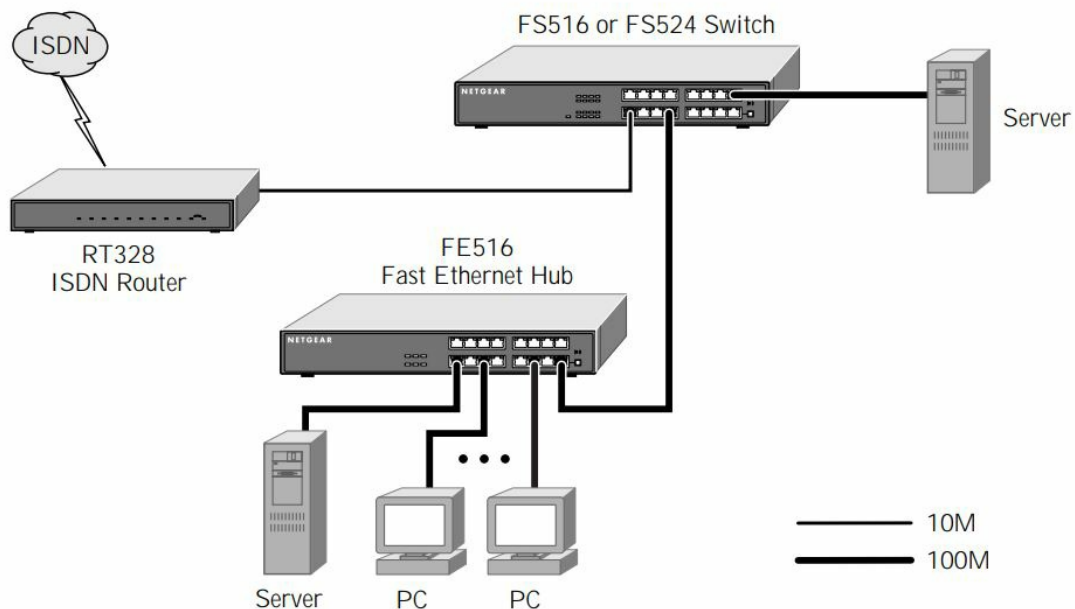 ISDN
FS516 or FS524 Switch
NETGEAR
Server
RT328
ISDN Router
FE516
Fast Ethernet Hub
NETGEAR
Server
PC
PC
10M
100M